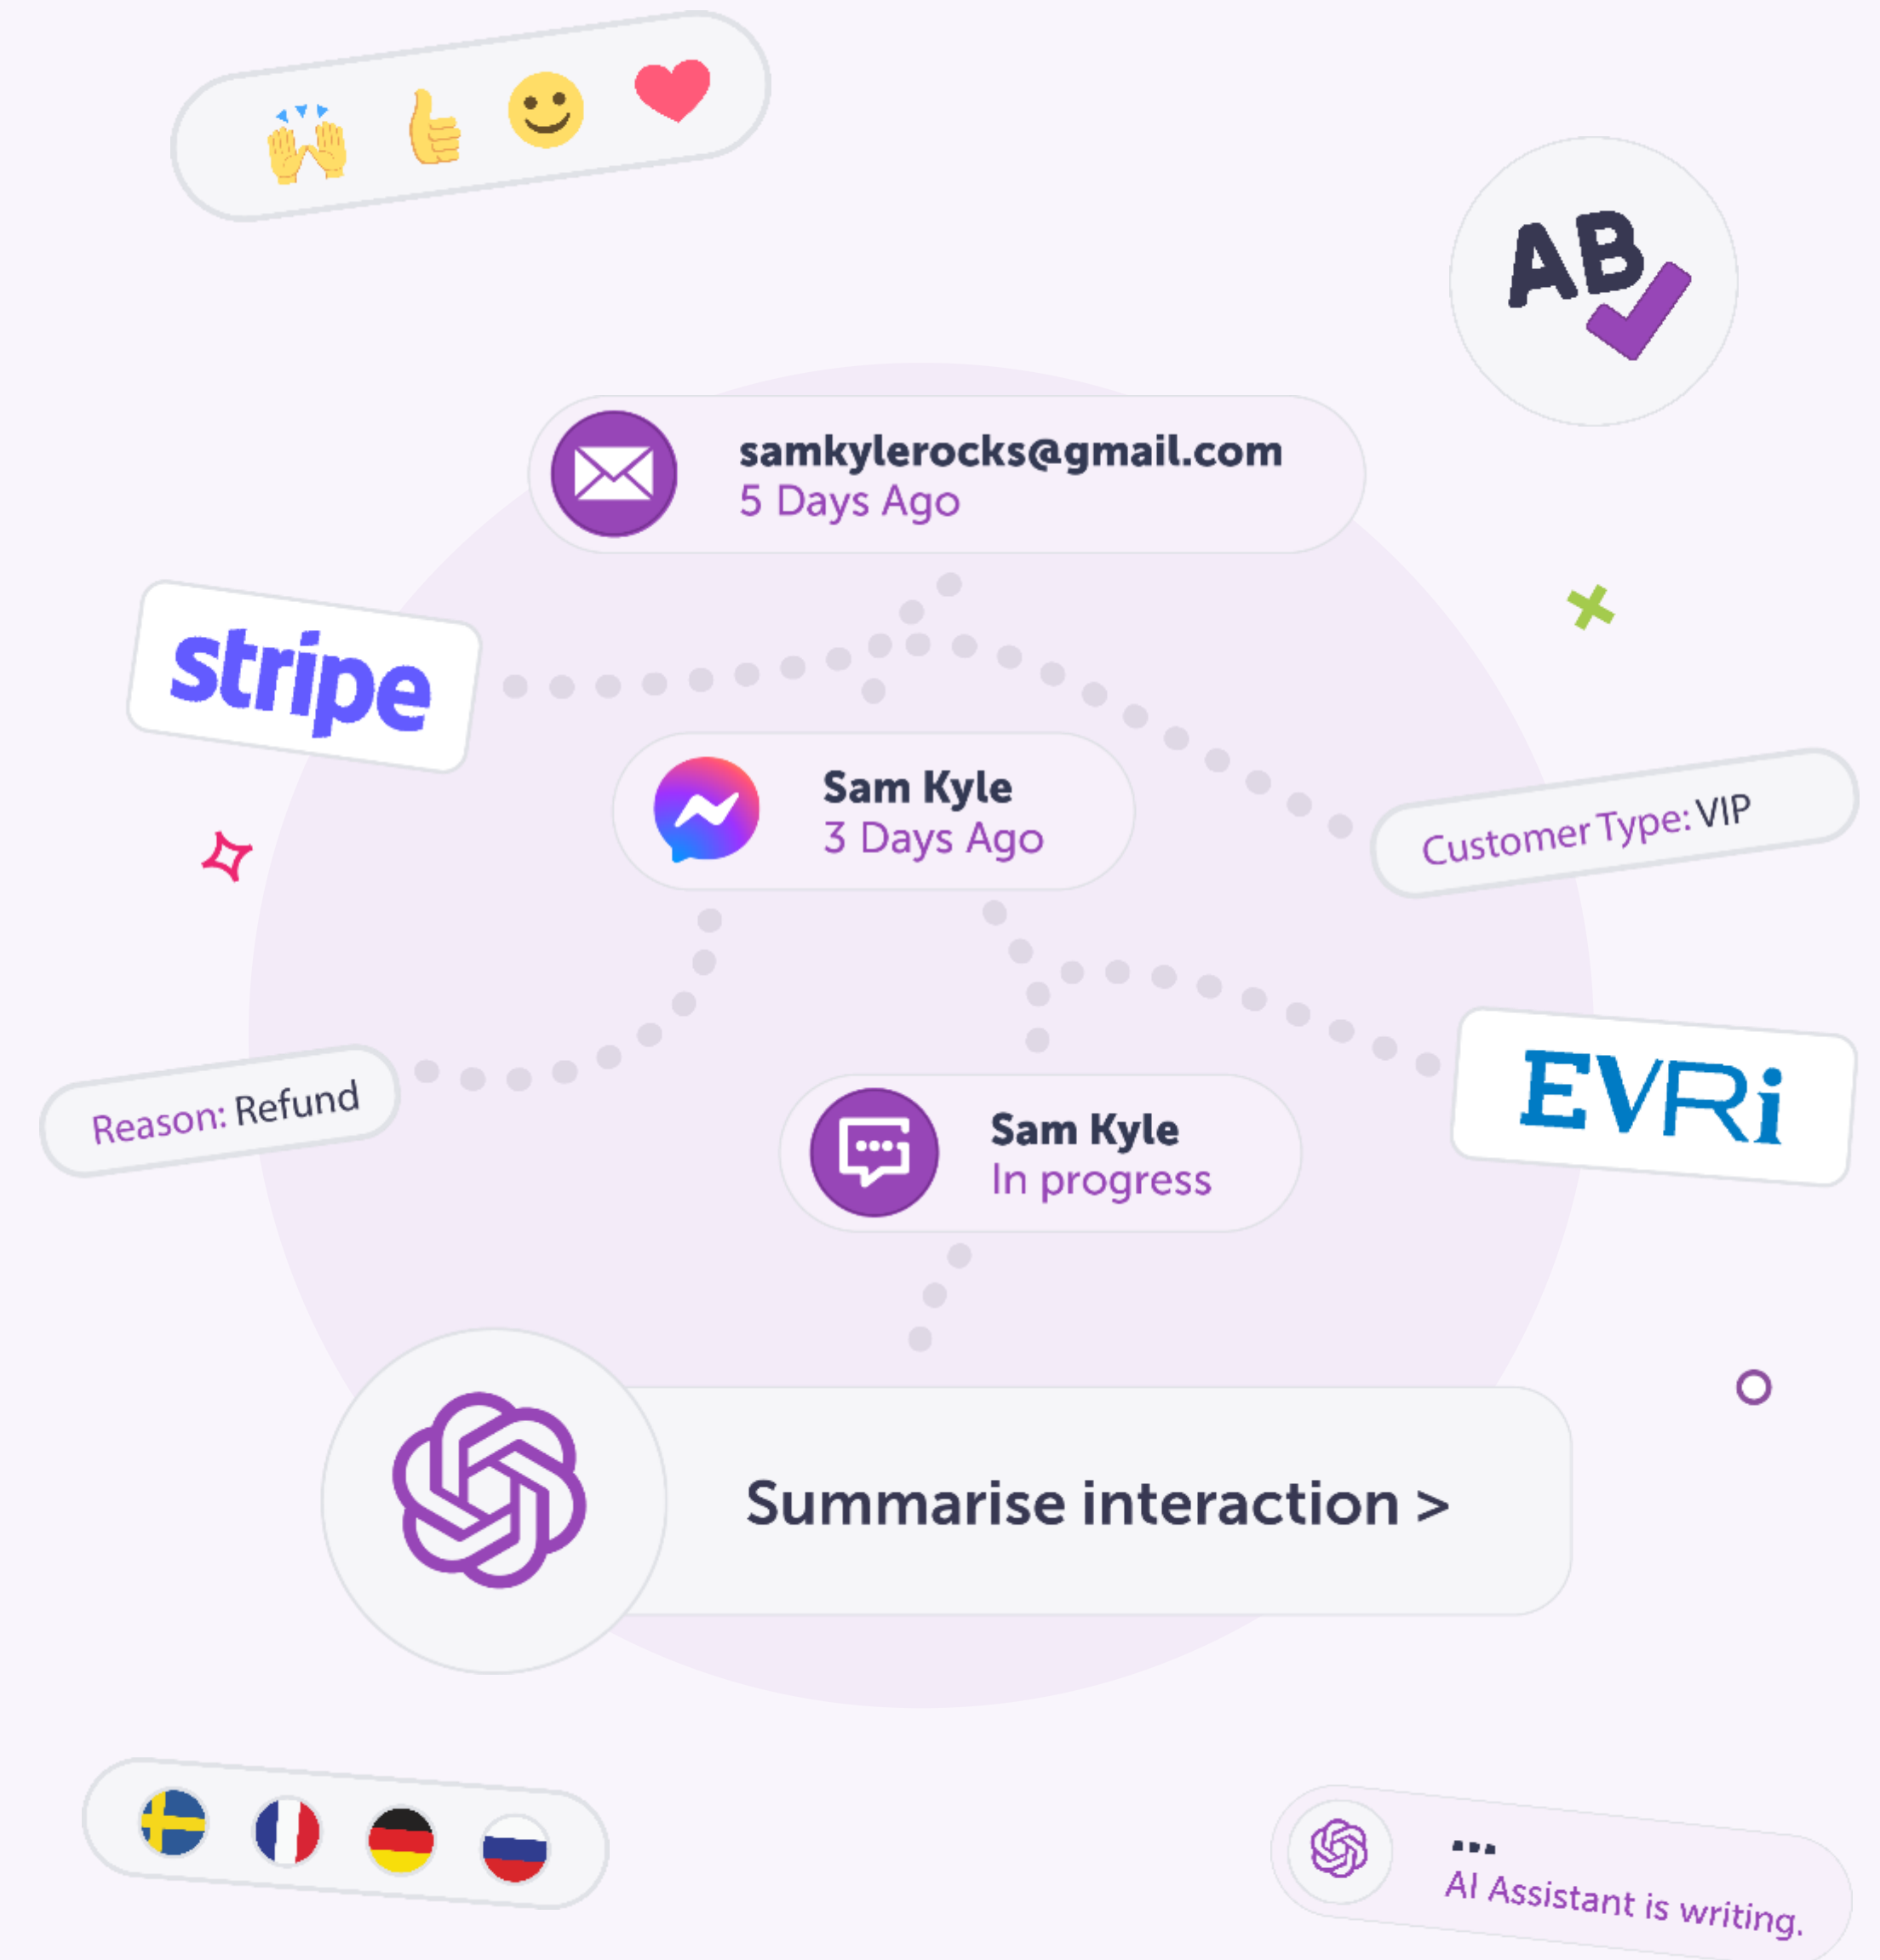 AB
samkylerocks@gmail.com
5 Days Ago
stripe
Sam Kyle
3 Days Ago
Customer Type: VIP
Reason: Refund
EVRi
Sam Kyle
In progress
Summarise interaction >
...
AI Assistant is writing.